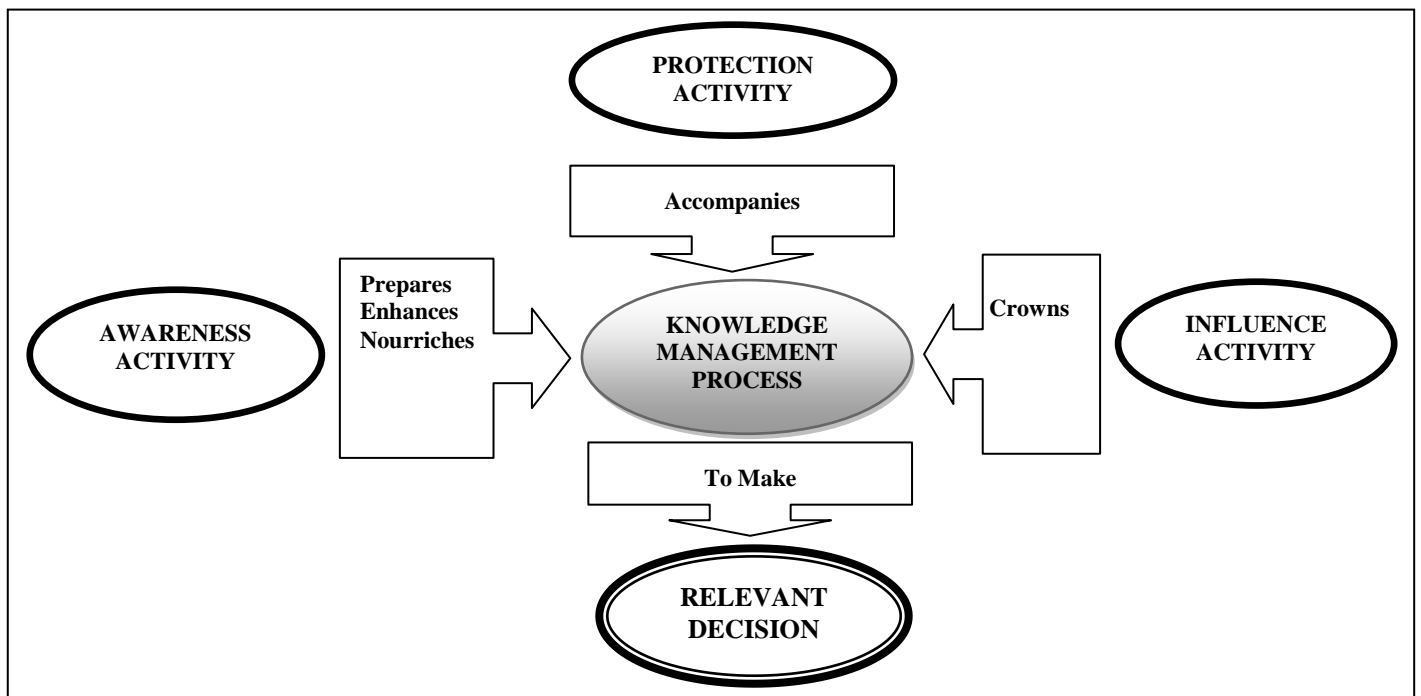 PROTECTION
ACTIVITY
Accompanies
Prepares
Enhances
Nourriches
Crowns
AWARENESS
ACTIVITY
KNOWLEDGE
MANAGEMENT
PROCESS
INFLUENCE
ACTIVITY
To Make
RELEVANT
DECISION